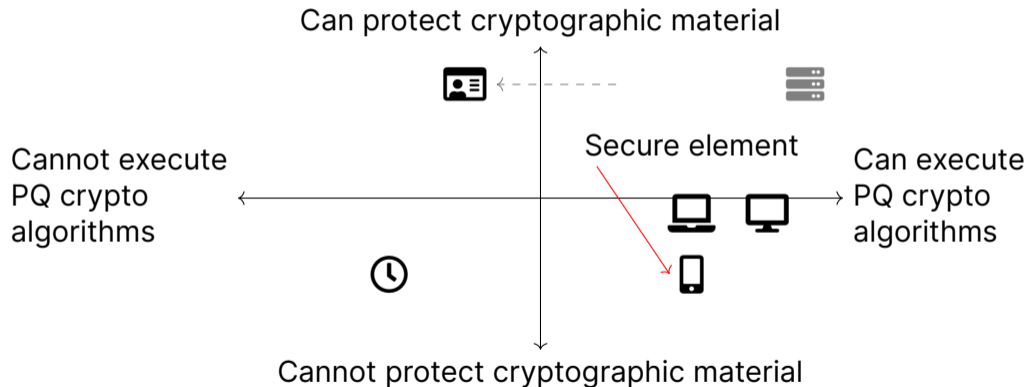 Can protect cryptographic material
Secure element
Cannot execute
PQ crypto
algorithms
Can execute
PQ crypto
algorithms
Cannot protect cryptographic material